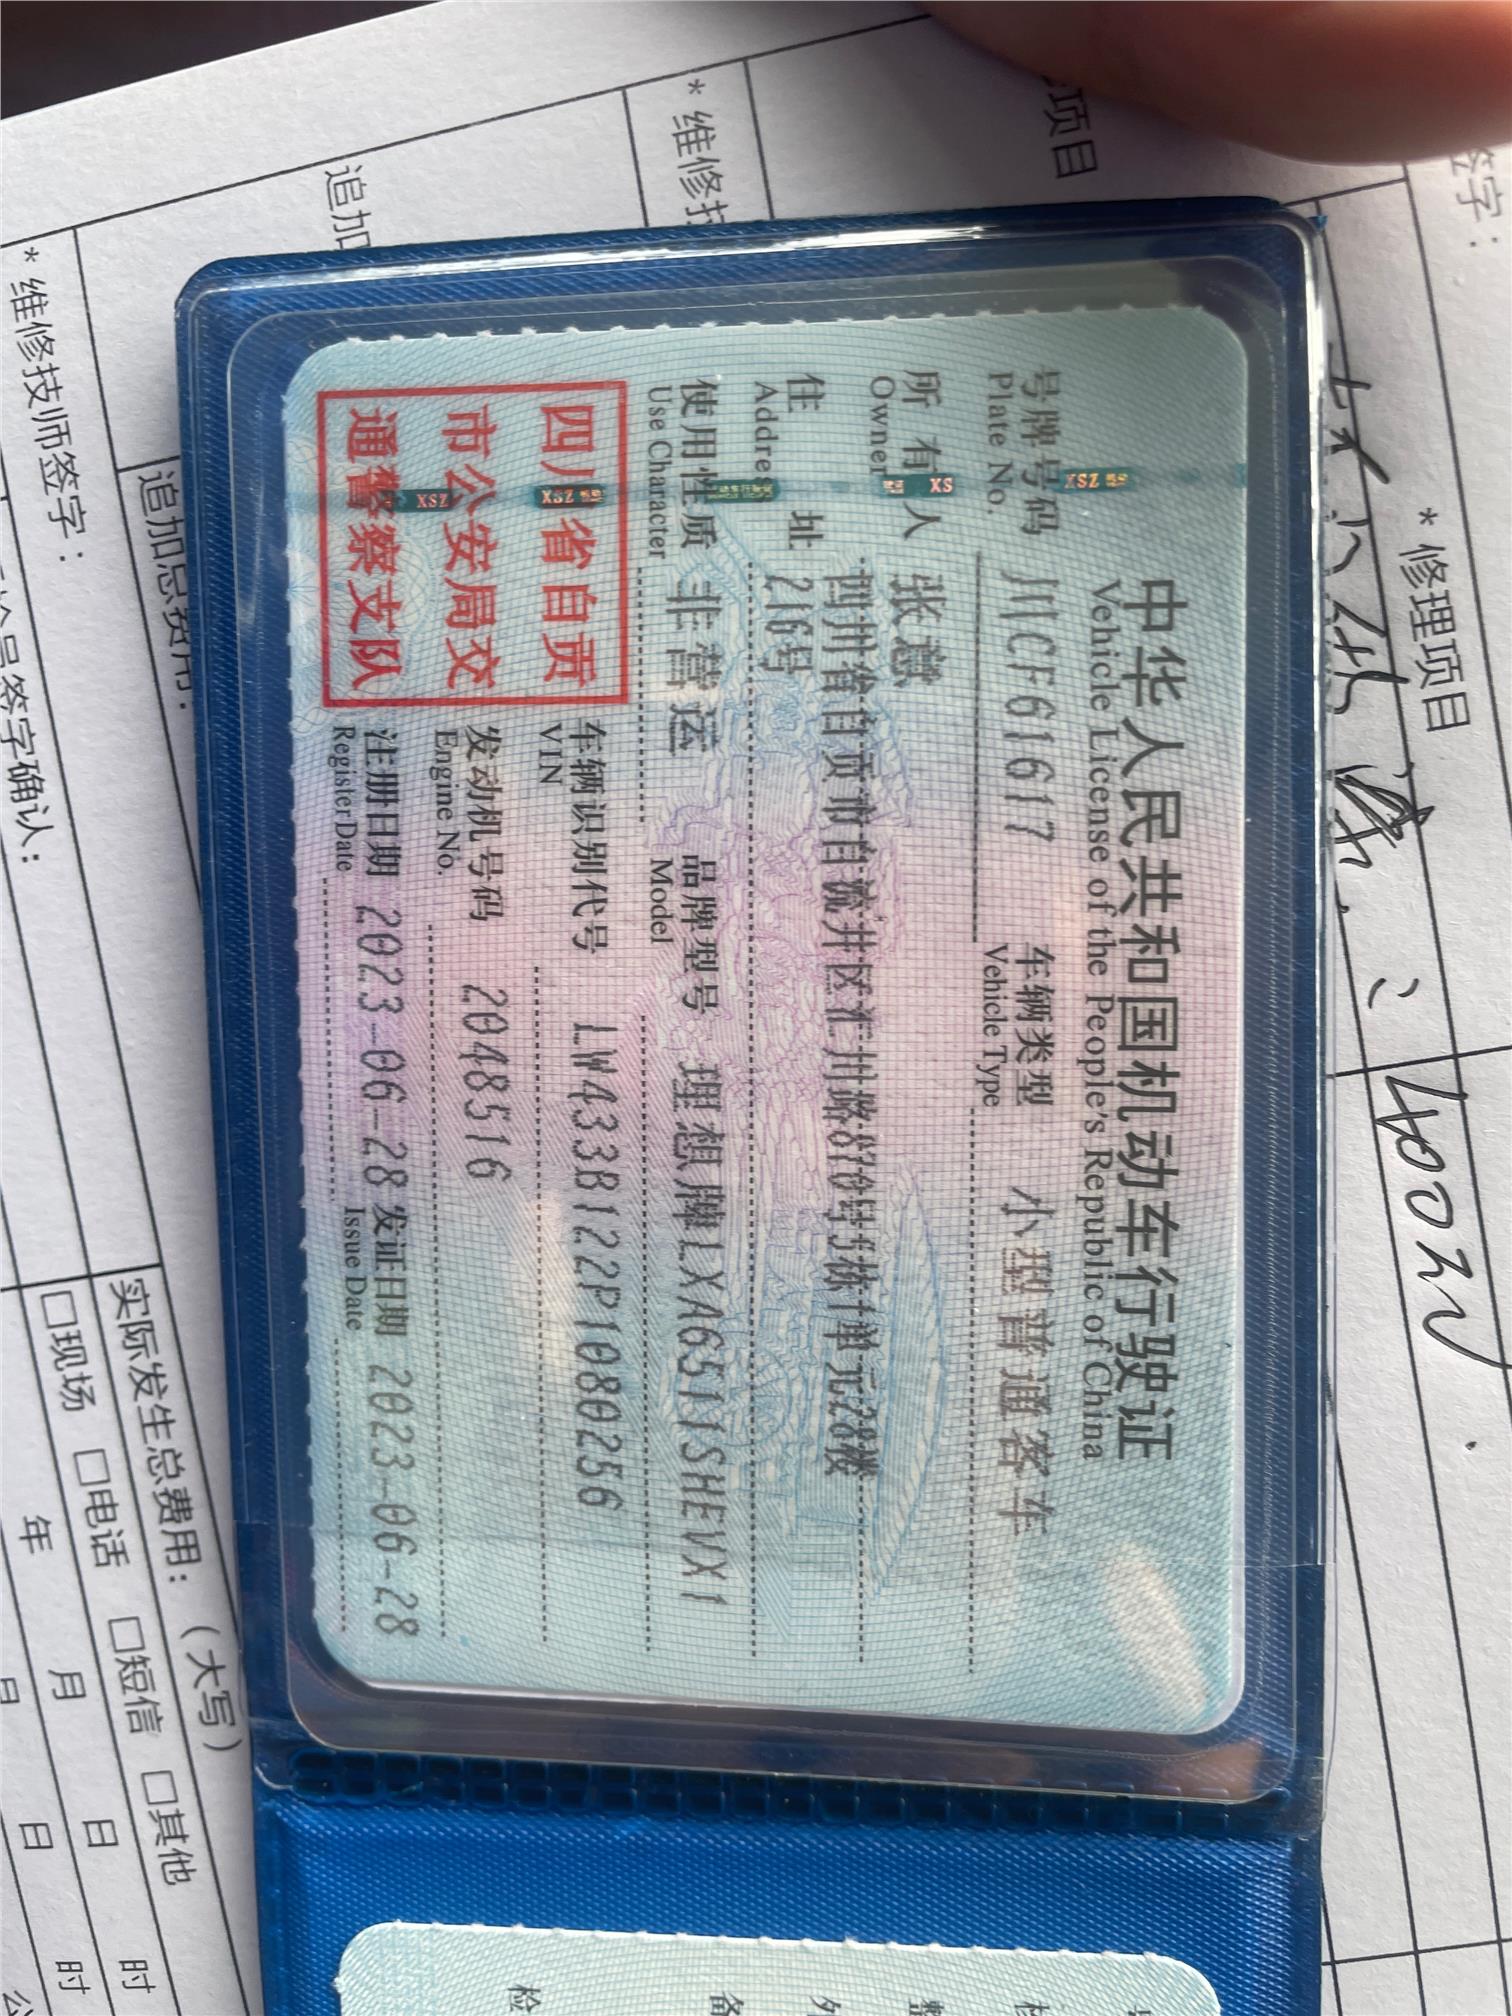 中华人民共和国机动车行驶证
Vehicle License of the People's Republic of China
号牌号码 川CF61617 车辆类型 小型普通客车
Plate No. Vehicle Type
所有人 张薏
Owner
住址 四川省自贡市自流井区汇川路870号5栋1单元28楼
Address 216号
使用性质 非营运 品牌型号 理想牌LXA6511SHEVX1
Use Character Model
四川省自贡
市公安局交
通警察支队
车辆识别代号 LW433B122P1080256
VIN
发动机号码 2048516
Engine No.
注册日期 2023-06-28 发证日期 2023-06-28
Register Date Issue Date
*修理项目
400
*维修技师签字：
追加总费用：
签字确认：
实际发生总费用：（大写）
□现场 □电话 □短信 □其他
年 月 日 时